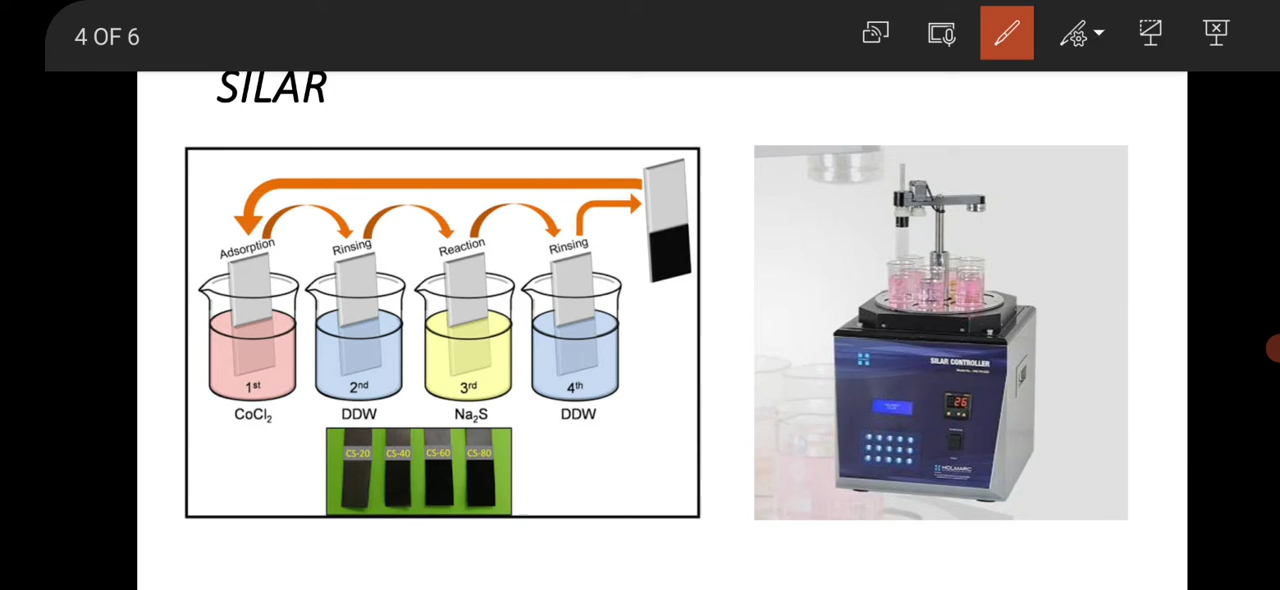 4 OF 6
SILAR
Adsorption
Rinsing
Reaction
Rinsing
1st
2nd
3rd
4th
CoCl₂
DDW
Na₂S
DDW
CS-20
CS-40
CS-60
CS-80
SILAR CONTROLLER
26
HOLMARC